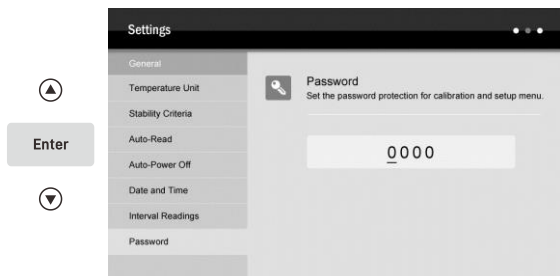 Enter
Settings
General
Temperature Unit
Stability Criteria
Auto-Read
Auto-Power Off
Date and Time
Interval Readings
Password
Password
Set the password protection for calibration and setup menu.
0000